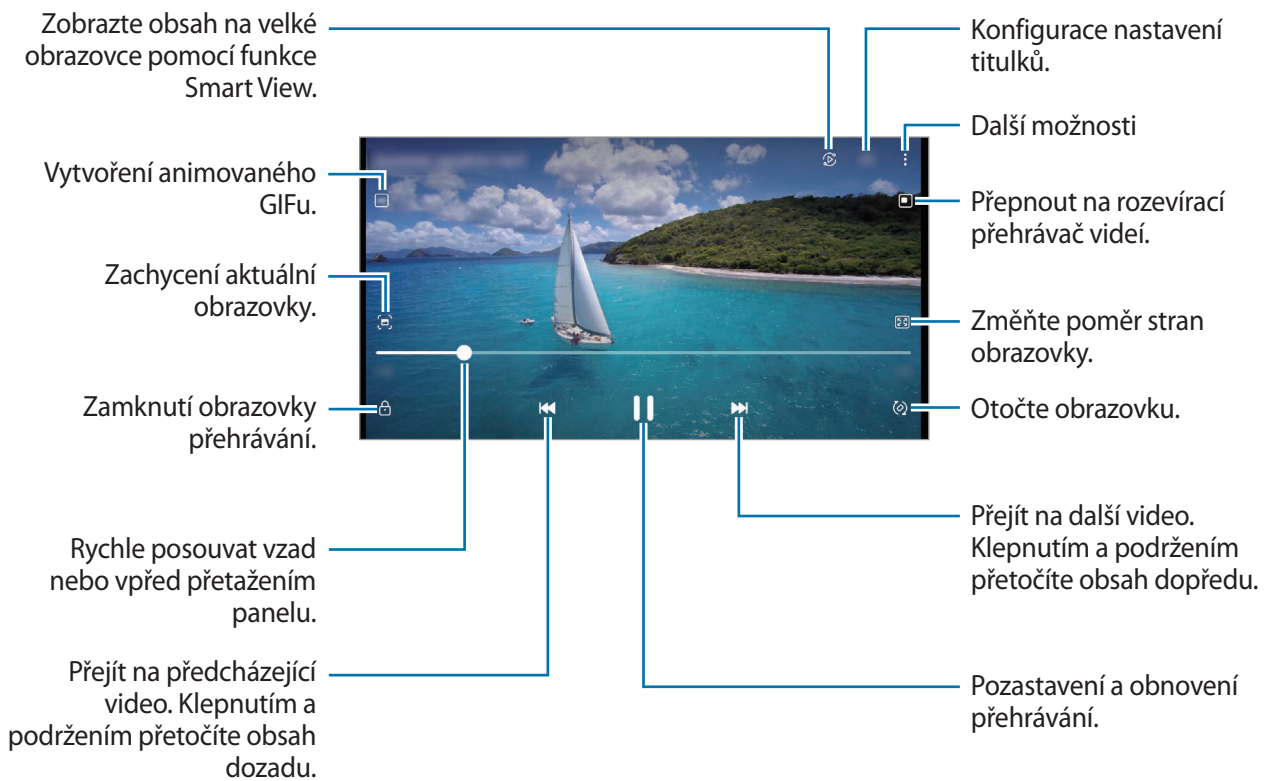 Zobrazte obsah na velké
obrazovce pomocí funkce
Smart View.
Vytvoření animovaného
GIFu.
Zachycení aktuální
obrazovky.
Zamknutí obrazovky
přehrávání.
Rychle posouvat vzad
nebo vpřed přetažením
panelu.
Přejít na předcházející
video. Klepnutím a
podržením přetočíte obsah
dozadu.
Konfigurace nastavení
titulků.
Další možnosti
Přepnout na rozevírací
přehrávač videí.
Změňte poměr stran
obrazovky.
Otočte obrazovku.
Přejít na další video.
Klepnutím a podržením
přetočíte obsah dopředu.
Pozastavení a obnovení
přehrávání.